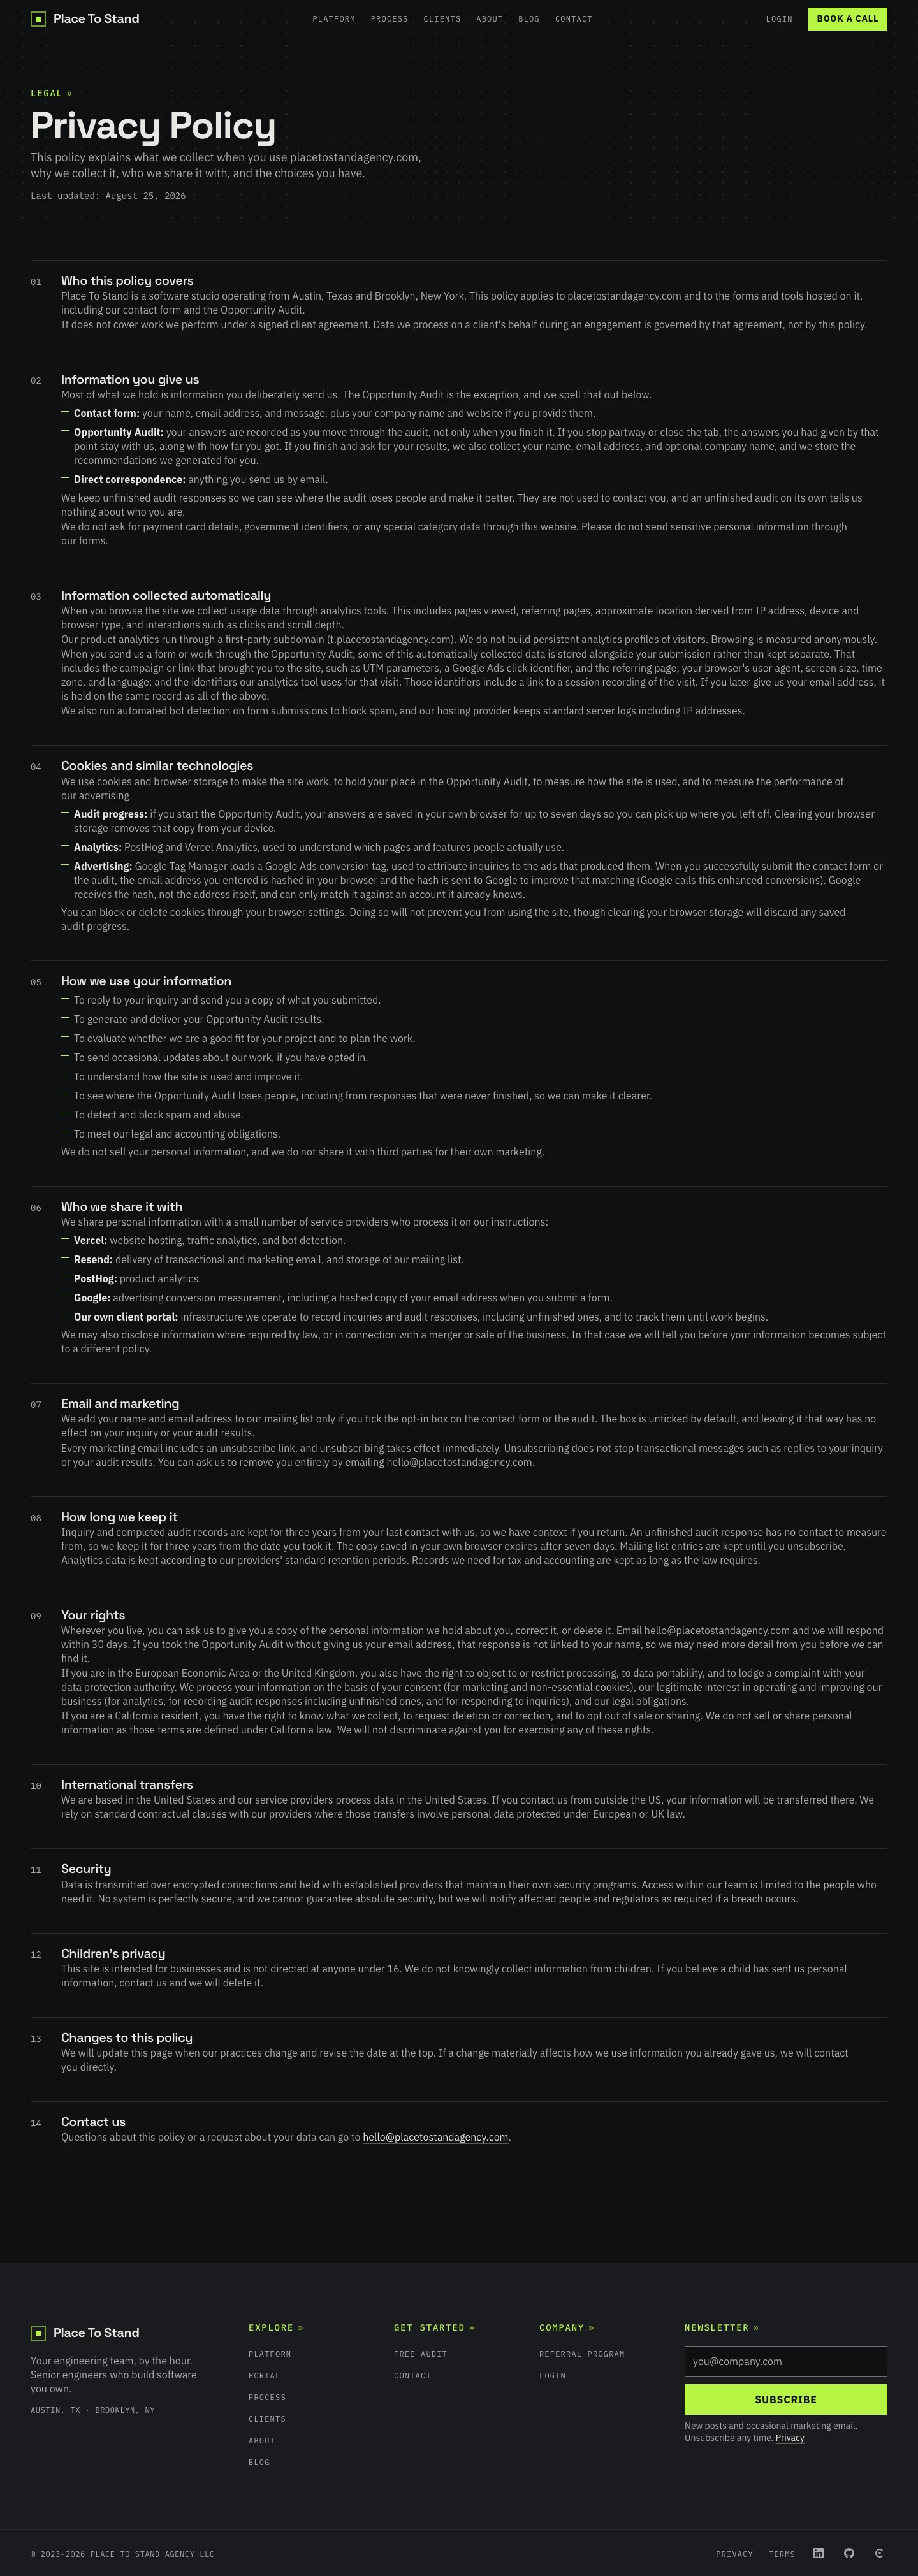 Place To Stand
PLATFORM PROCESS CLIENTS ABOUT BLOG CONTACT
LOGIN BOOK A CALL
LEGAL »
Privacy Policy
This policy explains what we collect when you use placetostandagency.com,
why we collect it, who we share it with, and the choices you have.
Last updated: August 25, 2026
01 Who this policy covers
Place To Stand is a software studio operating from Austin, Texas and Brooklyn, New York. This policy applies to placetostandagency.com and to the forms and tools hosted on it,
including our contact form and the Opportunity Audit.
It does not cover work we perform under a signed client agreement. Data we process on a client's behalf during an engagement is governed by that agreement, not by this policy.
02 Information you give us
Most of what we hold is information you deliberately send us. The Opportunity Audit is the exception, and we spell that out below.
— Contact form: your name, email address, and message, plus your company name and website if you provide them.
— Opportunity Audit: your answers are recorded as you move through the audit, not only when you finish it. If you stop partway or close the tab, the answers you had given by that
point stay with us, along with how far you got. If you finish and ask for your results, we also collect your name, email address, and optional company name, and we store the
recommendations we generated for you.
— Direct correspondence: anything you send us by email.
We keep unfinished audit responses so we can see where the audit loses people and make it better. They are not used to contact you, and an unfinished audit on its own tells us
nothing about who you are.
We do not ask for payment card details, government identifiers, or any special category data through this website. Please do not send sensitive personal information through
our forms.
03 Information collected automatically
When you browse the site we collect usage data through analytics tools. This includes pages viewed, referring pages, approximate location derived from IP address, device and
browser type, and interactions such as clicks and scroll depth.
Our product analytics run through a first-party subdomain (t.placetostandagency.com). We do not build persistent analytics profiles of visitors. Browsing is measured anonymously.
When you send us a form or work through the Opportunity Audit, some of this automatically collected data is stored alongside your submission rather than kept separate. That
includes the campaign or link that brought you to the site, such as UTM parameters, a Google Ads click identifier, and the referring page; your browser's user agent, screen size, time
zone, and language; and the identifiers our analytics tool uses for that visit. Those identifiers include a link to a session recording of the visit. If you later give us your email address, it
is held on the same record as all of the above.
We also run automated bot detection on form submissions to block spam, and our hosting provider keeps standard server logs including IP addresses.
04 Cookies and similar technologies
We use cookies and browser storage to make the site work, to hold your place in the Opportunity Audit, to measure how the site is used, and to measure the performance of
our advertising.
— Audit progress: if you start the Opportunity Audit, your answers are saved in your own browser for up to seven days so you can pick up where you left off. Clearing your browser
storage removes that copy from your device.
— Analytics: PostHog and Vercel Analytics, used to understand which pages and features people actually use.
— Advertising: Google Tag Manager loads a Google Ads conversion tag, used to attribute inquiries to the ads that produced them. When you successfully submit the contact form or
the audit, the email address you entered is hashed in your browser and the hash is sent to Google to improve that matching (Google calls this enhanced conversions). Google
receives the hash, not the address itself, and can only match it against an account it already knows.
You can block or delete cookies through your browser settings. Doing so will not prevent you from using the site, though clearing your browser storage will discard any saved
audit progress.
05 How we use your information
— To reply to your inquiry and send you a copy of what you submitted.
— To generate and deliver your Opportunity Audit results.
— To evaluate whether we are a good fit for your project and to plan the work.
— To send occasional updates about our work, if you have opted in.
— To understand how the site is used and improve it.
— To see where the Opportunity Audit loses people, including from responses that were never finished, so we can make it clearer.
— To detect and block spam and abuse.
— To meet our legal and accounting obligations.
We do not sell your personal information, and we do not share it with third parties for their own marketing.
06 Who we share it with
We share personal information with a small number of service providers who process it on our instructions:
— Vercel: website hosting, traffic analytics, and bot detection.
— Resend: delivery of transactional and marketing email, and storage of our mailing list.
— PostHog: product analytics.
— Google: advertising conversion measurement, including a hashed copy of your email address when you submit a form.
— Our own client portal: infrastructure we operate to record inquiries and audit responses, including unfinished ones, and to track them until work begins.
We may also disclose information where required by law, or in connection with a merger or sale of the business. In that case we will tell you before your information becomes subject
to a different policy.
07 Email and marketing
We add your name and email address to our mailing list only if you tick the opt-in box on the contact form or the audit. The box is unticked by default, and leaving it that way has no
effect on your inquiry or your audit results.
Every marketing email includes an unsubscribe link, and unsubscribing takes effect immediately. Unsubscribing does not stop transactional messages such as replies to your inquiry
or your audit results. You can ask us to remove you entirely by emailing hello@placetostandagency.com.
08 How long we keep it
Inquiry and completed audit records are kept for three years from your last contact with us, so we have context if you return. An unfinished audit response has no contact to measure
from, so we keep it for three years from the date you took it. The copy saved in your own browser expires after seven days. Mailing list entries are kept until you unsubscribe.
Analytics data is kept according to our providers' standard retention periods. Records we need for tax and accounting are kept as long as the law requires.
09 Your rights
Wherever you live, you can ask us to give you a copy of the personal information we hold about you, correct it, or delete it. Email hello@placetostandagency.com and we will respond
within 30 days. If you took the Opportunity Audit without giving us your email address, that response is not linked to your name, so we may need more detail from you before we can
find it.
If you are in the European Economic Area or the United Kingdom, you also have the right to object to or restrict processing, to data portability, and to lodge a complaint with your
data protection authority. We process your information on the basis of your consent (for marketing and non-essential cookies), our legitimate interest in operating and improving our
business (for analytics, for recording audit responses including unfinished ones, and for responding to inquiries), and our legal obligations.
If you are a California resident, you have the right to know what we collect, to request deletion or correction, and to opt out of sale or sharing. We do not sell or share personal
information as those terms are defined under California law. We will not discriminate against you for exercising any of these rights.
10 International transfers
We are based in the United States and our service providers process data in the United States. If you contact us from outside the US, your information will be transferred there. We
rely on standard contractual clauses with our providers where those transfers involve personal data protected under European or UK law.
11 Security
Data is transmitted over encrypted connections and held with established providers that maintain their own security programs. Access within our team is limited to the people who
need it. No system is perfectly secure, and we cannot guarantee absolute security, but we will notify affected people and regulators as required if a breach occurs.
12 Children's privacy
This site is intended for businesses and is not directed at anyone under 16. We do not knowingly collect information from children. If you believe a child has sent us personal
information, contact us and we will delete it.
13 Changes to this policy
We will update this page when our practices change and revise the date at the top. If a change materially affects how we use information you already gave us, we will contact
you directly.
14 Contact us
Questions about this policy or a request about your data can go to hello@placetostandagency.com.
Place To Stand
Your engineering team, by the hour.
Senior engineers who build software
you own.
AUSTIN, TX · BROOKLYN, NY
EXPLORE »
PLATFORM
PORTAL
PROCESS
CLIENTS
ABOUT
BLOG
GET STARTED »
FREE AUDIT
CONTACT
COMPANY »
REFERRAL PROGRAM
LOGIN
NEWSLETTER »
you@company.com
SUBSCRIBE
New posts and occasional marketing email.
Unsubscribe any time. Privacy
© 2023–2026 PLACE TO STAND AGENCY LLC
PRIVACY TERMS